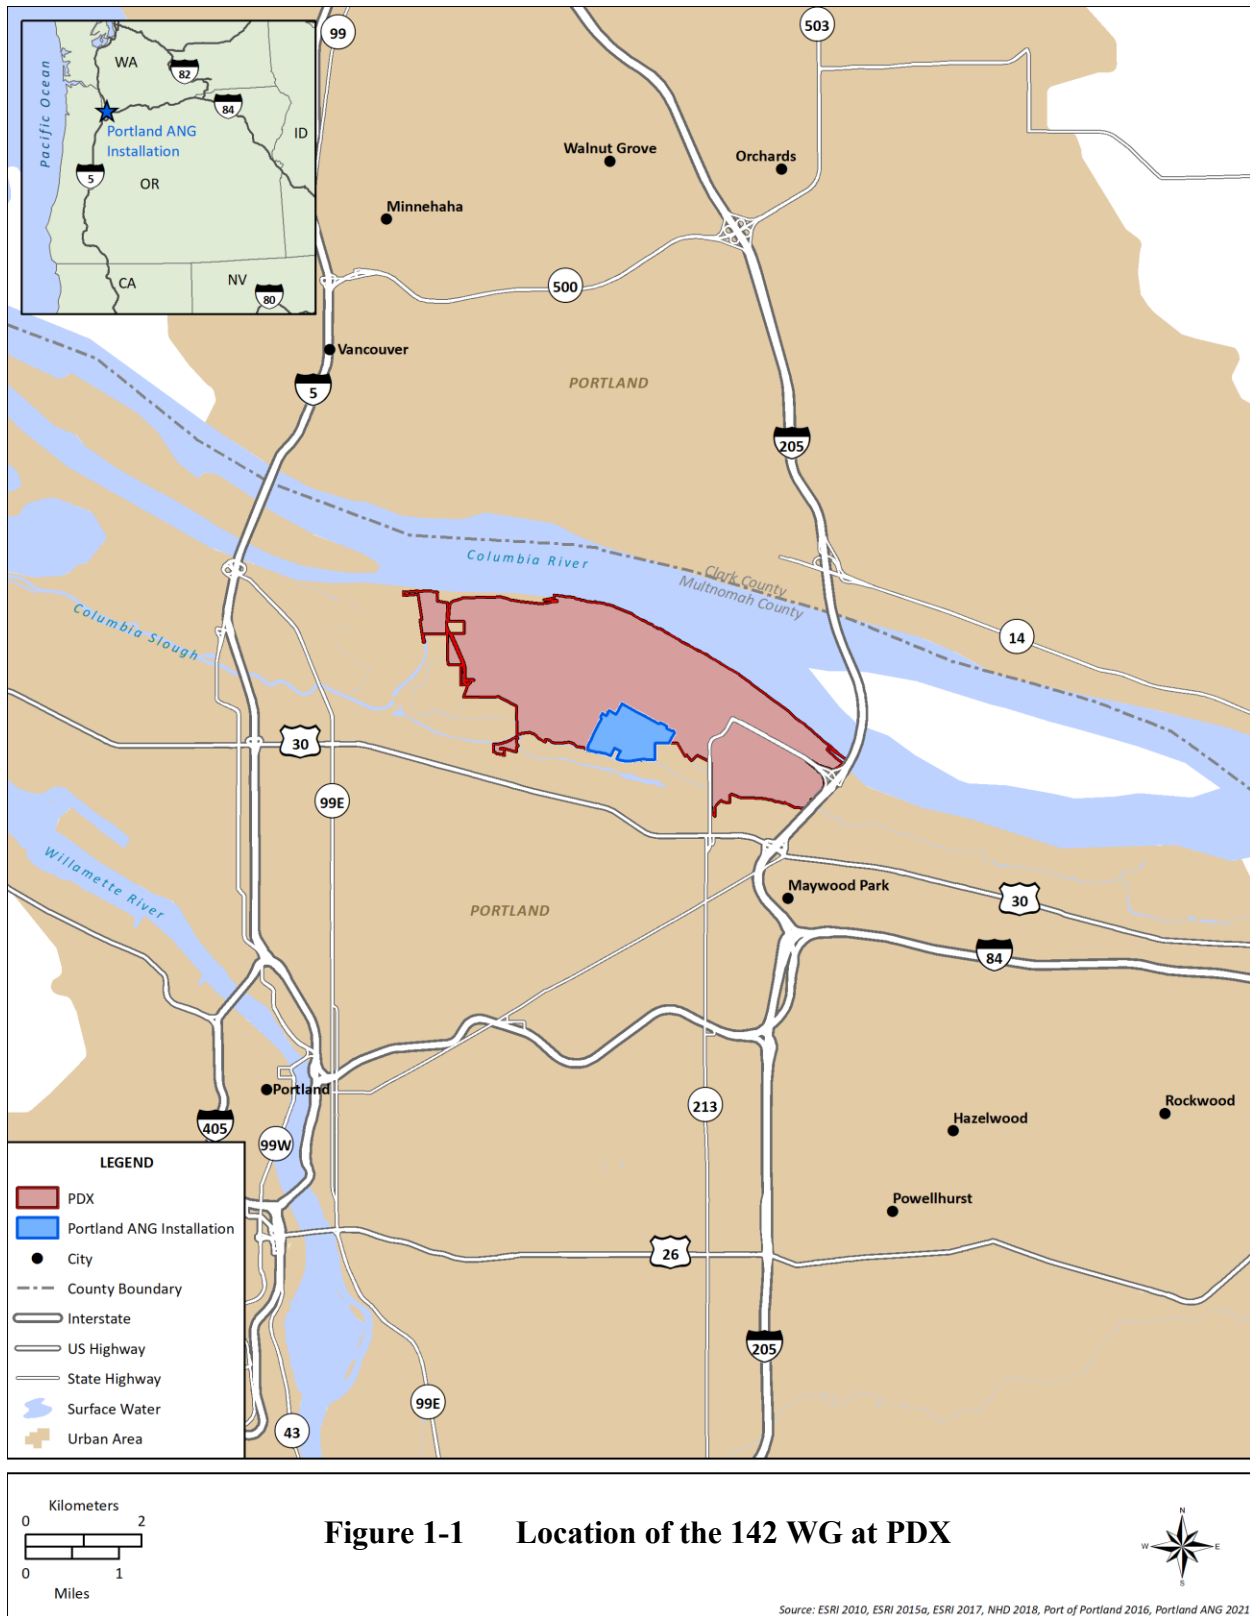 Pacific Ocean
WA
82
84
Portland ANG
Installation
ID
5
OR
CA
NV
80
99
503
Walnut Grove
Orchards
Minnehaha
500
Vancouver
5
PORTLAND
205
Columbia River
Clark County
Multnomah County
Columbia Slough
14
30
99E
Willamette River
Maywood Park
30
PORTLAND
84
Portland
405
99W
213
Rockwood
Hazelwood
Powellhurst
26
205
99E
43
LEGEND
PDX
Portland ANG Installation
City
County Boundary
Interstate
US Highway
State Highway
Surface Water
Urban Area
Kilometers
0 2
0 1
Miles
Figure 1-1 Location of the 142 WG at PDX
N
W E
S
Source: ESRI 2010, ESRI 2015a, ESRI 2017, NHD 2018, Port of Portland 2016, Portland ANG 2021